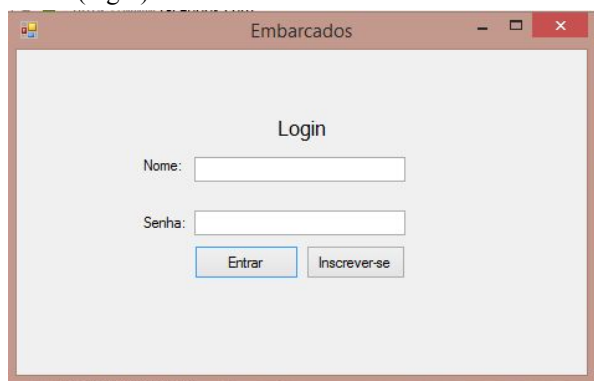 Embarcados
Login
Nome:
Senha:
Entrar Inscrever-se